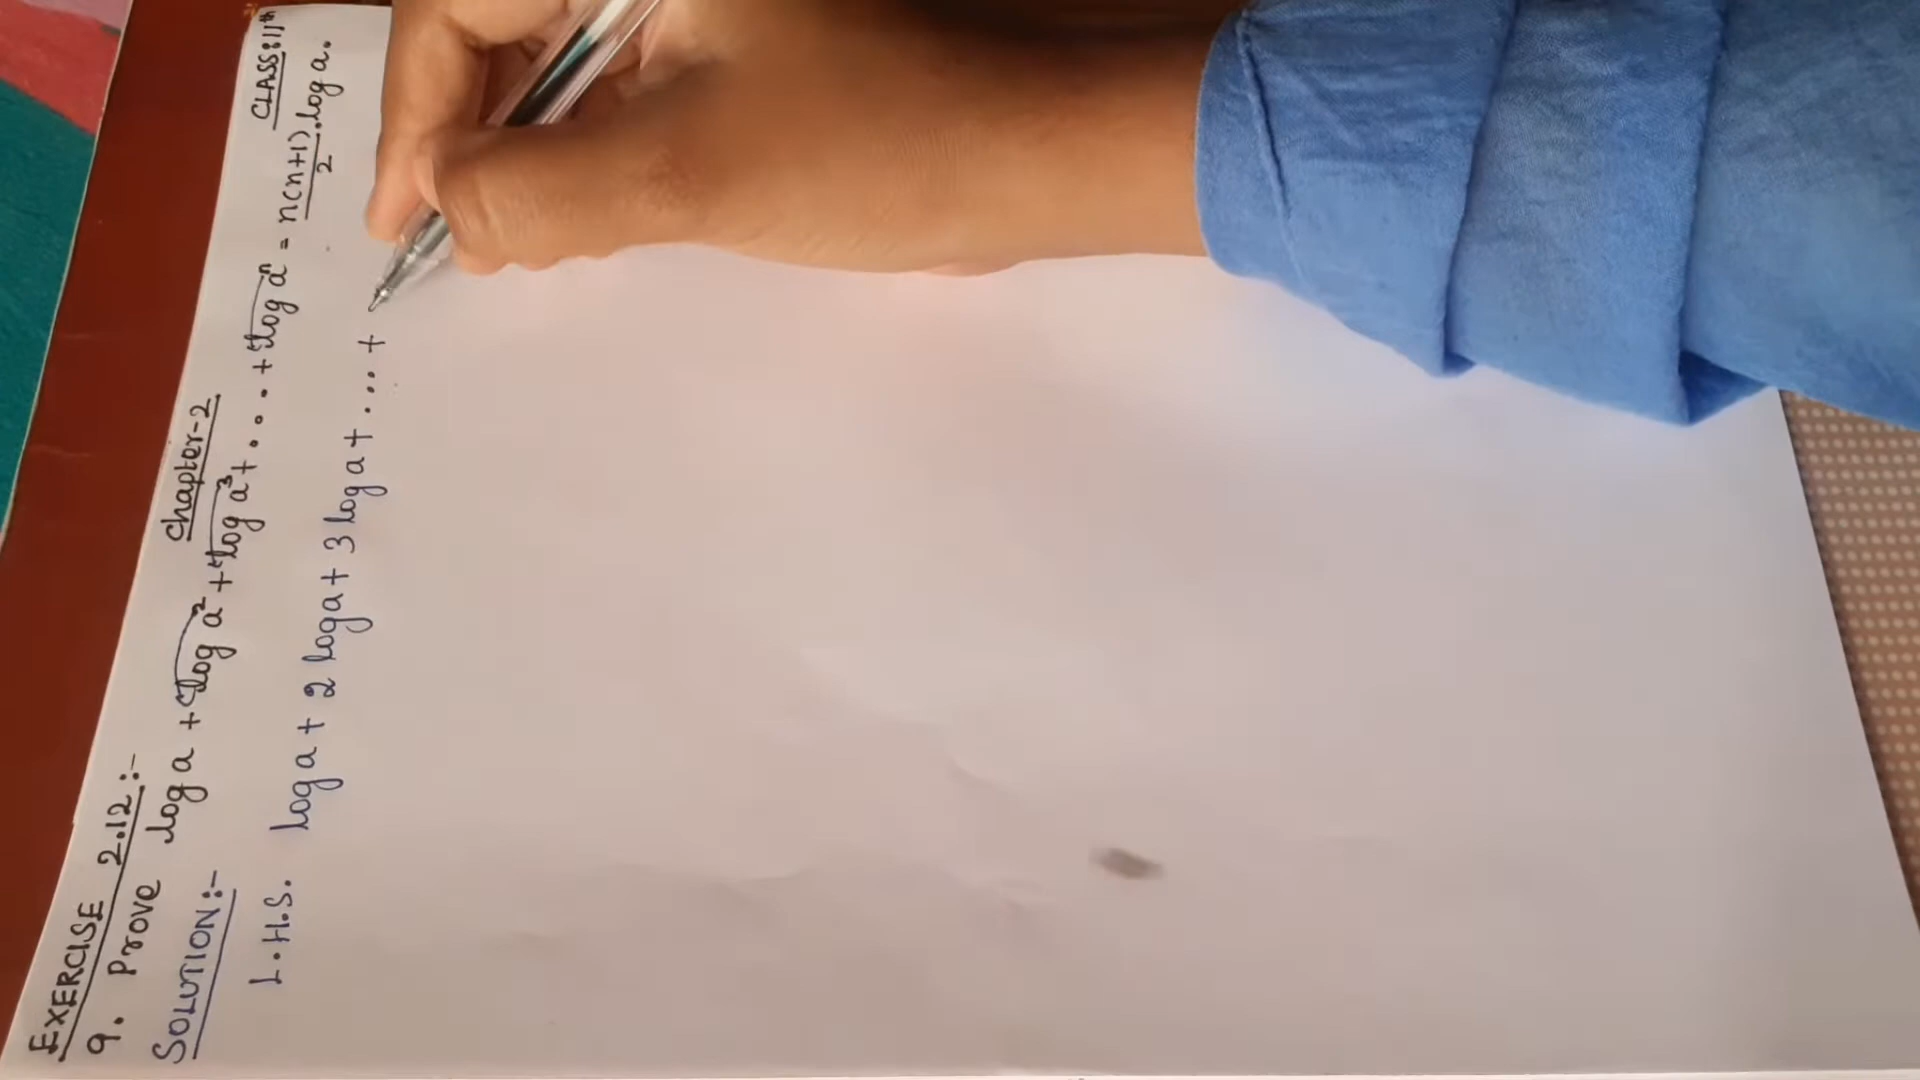 CLASS:11th
EXERCISE 2.12:- Chapter-2
9. Prove log a + log a² + log a³ + .... + log aⁿ = n(n+1)/2 . log a.
SOLUTION:-
L.H.S. log a + 2 log a + 3 log a + .... +